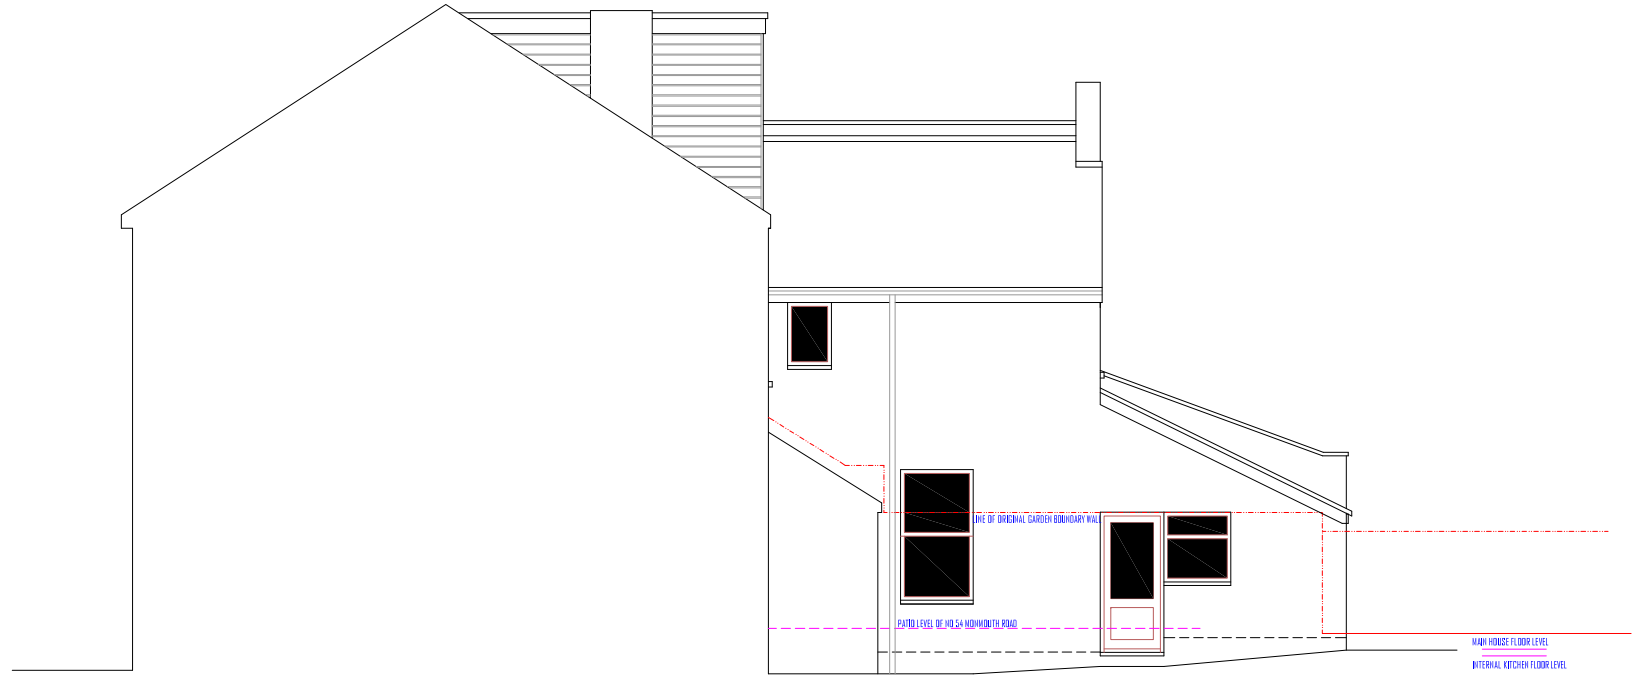 LINE OF ORIGINAL GARDEN BOUNDARY WALL
PATIO LEVEL OF NO 54 MONMOUTH ROAD
MAIN HOUSE FLOOR LEVEL
INTERNAL KITCHEN FLOOR LEVEL